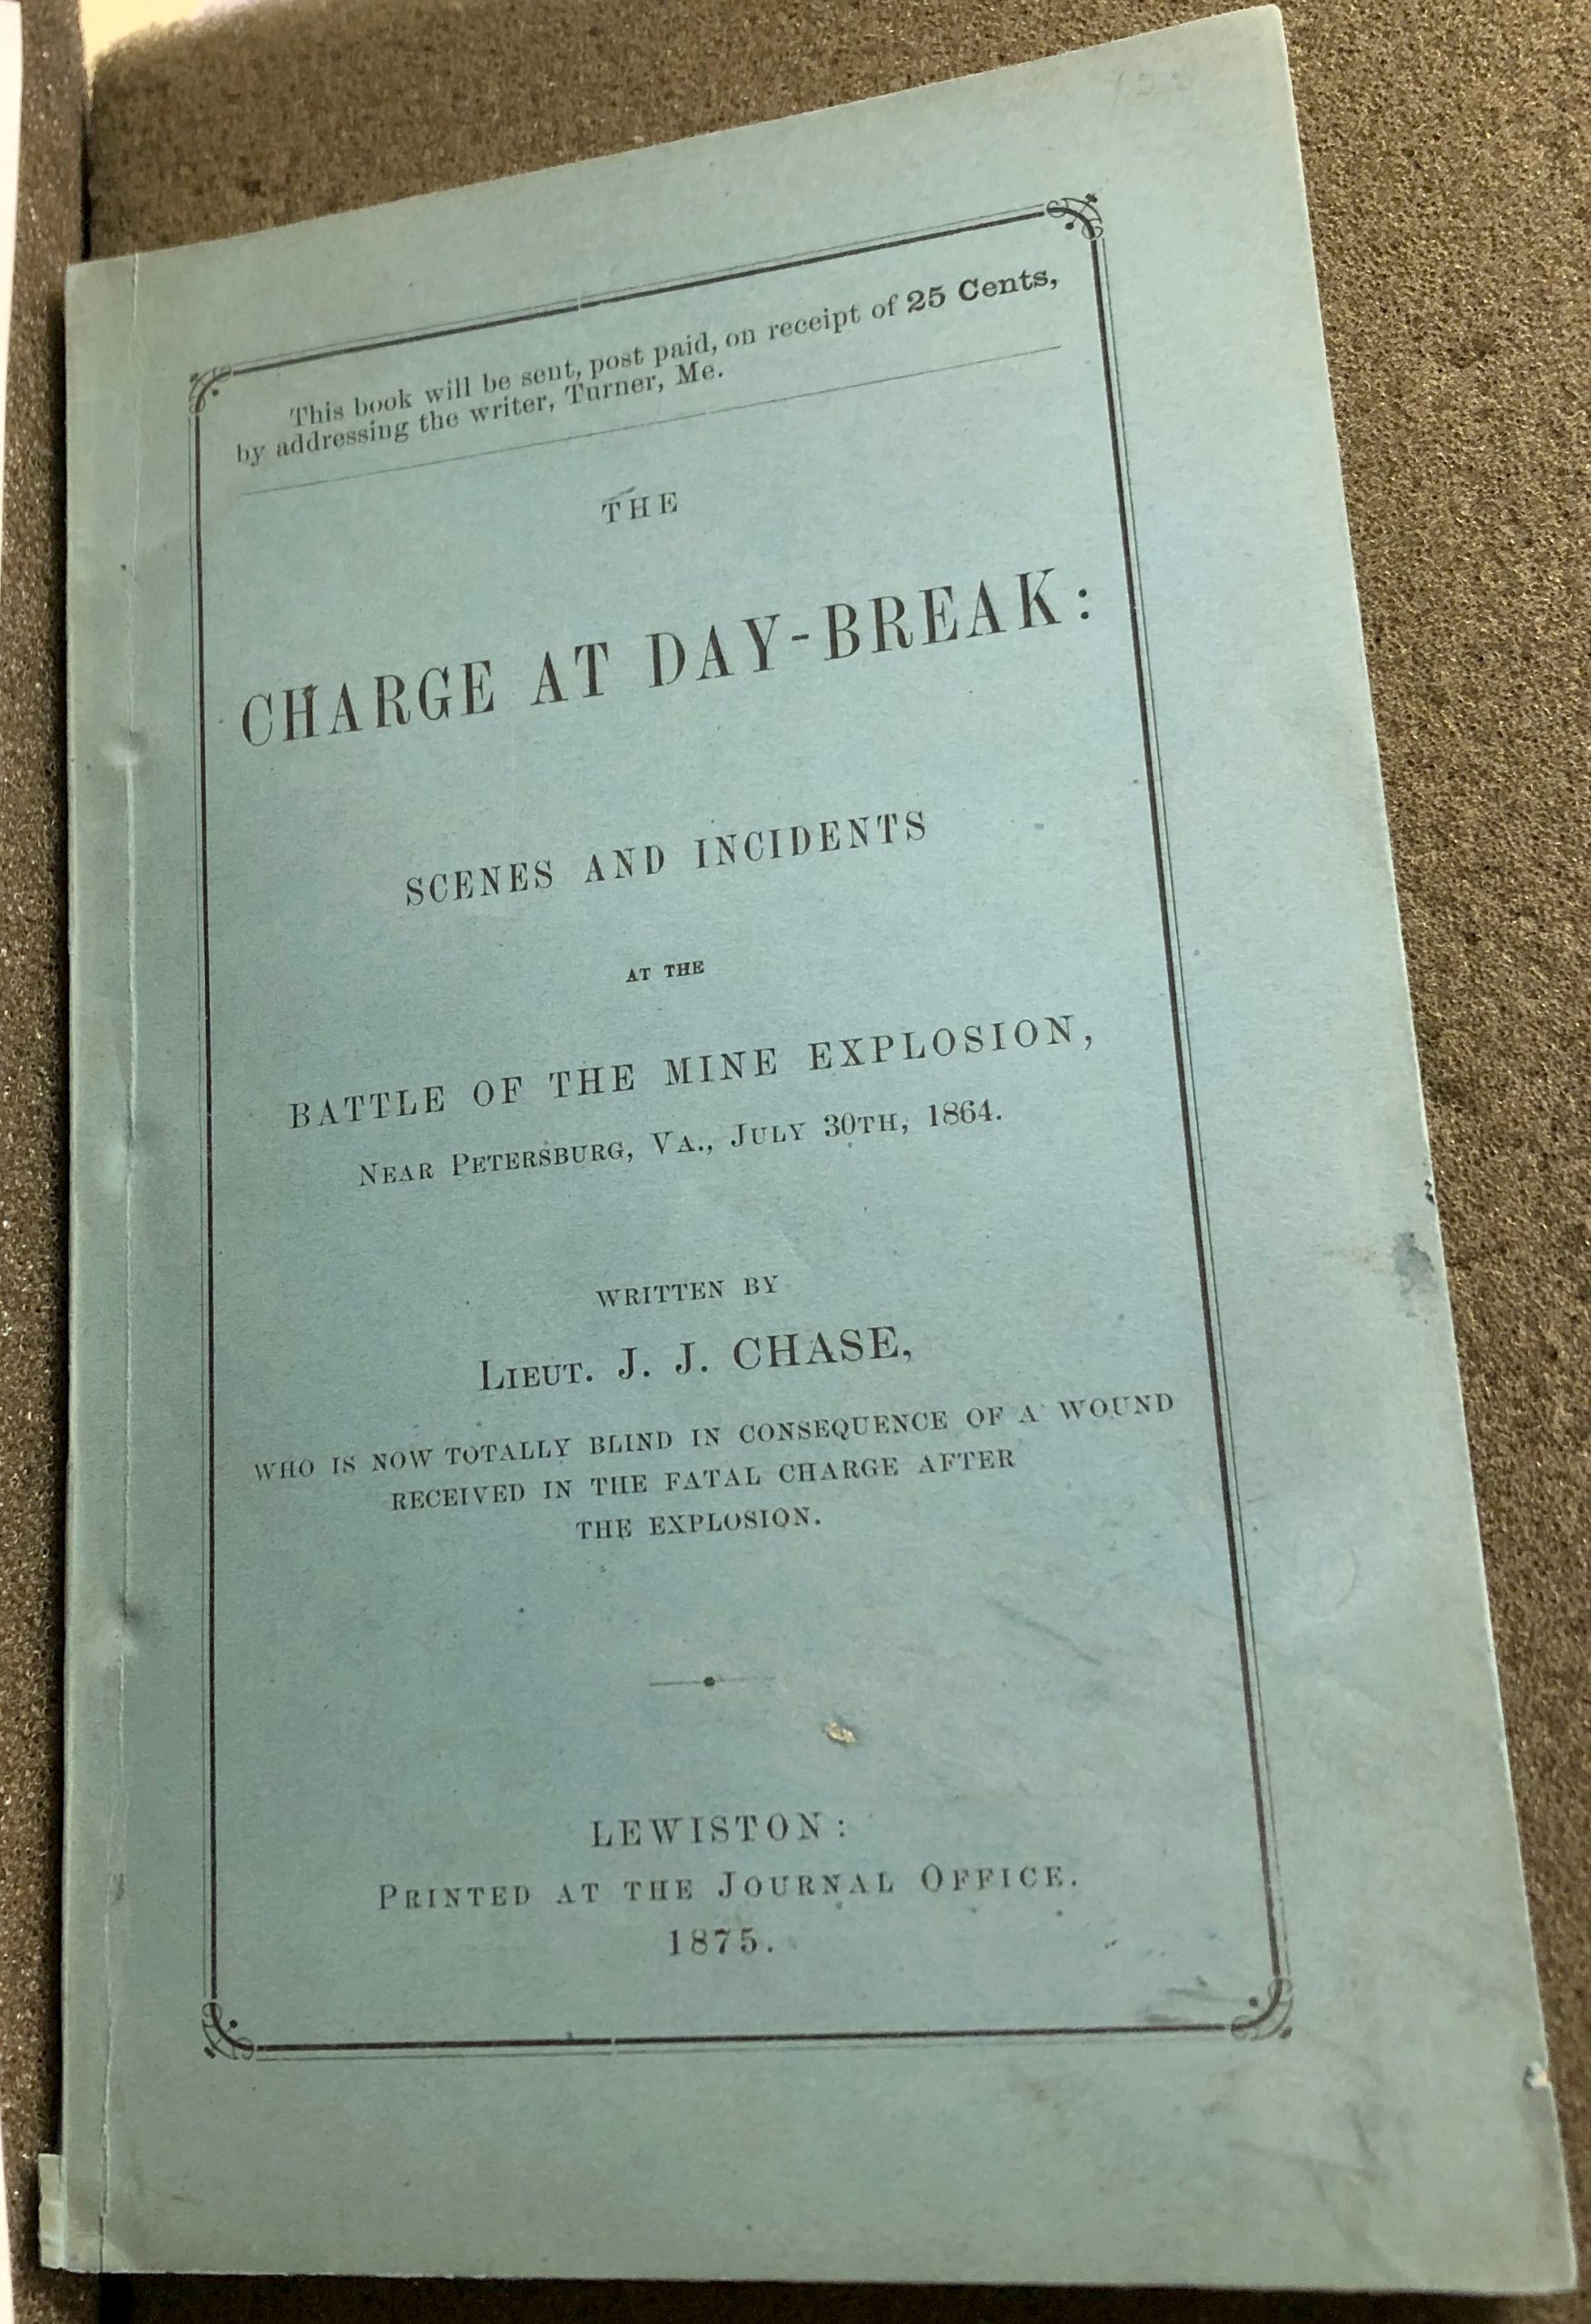 This book will be sent, post paid, on receipt of 25 Cents,
by addressing the writer, Turner, Me.
THE
CHARGE AT DAY-BREAK:
SCENES AND INCIDENTS
AT THE
BATTLE OF THE MINE EXPLOSION,
NEAR PETERSBURG, VA., JULY 30TH, 1864.
WRITTEN BY
LIEUT. J. J. CHASE,
WHO IS NOW TOTALLY BLIND IN CONSEQUENCE OF A WOUND
RECEIVED IN THE FATAL CHARGE AFTER
THE EXPLOSION.
LEWISTON:
PRINTED AT THE JOURNAL OFFICE.
1875.